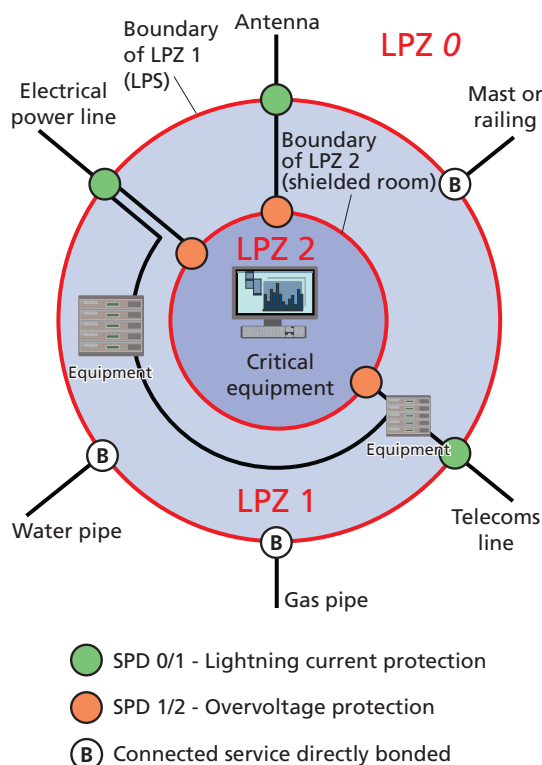 Antenna
LPZ 0
Boundary
of LPZ 1
(LPS)
Electrical
power line
Mast or
railing
Boundary
of LPZ 2
(shielded room)
B
LPZ 2
Critical
equipment
Equipment
Equipment
B
LPZ 1
Water pipe
Telecoms
line
B
Gas pipe
SPD 0/1 - Lightning current protection
SPD 1/2 - Overvoltage protection
B Connected service directly bonded